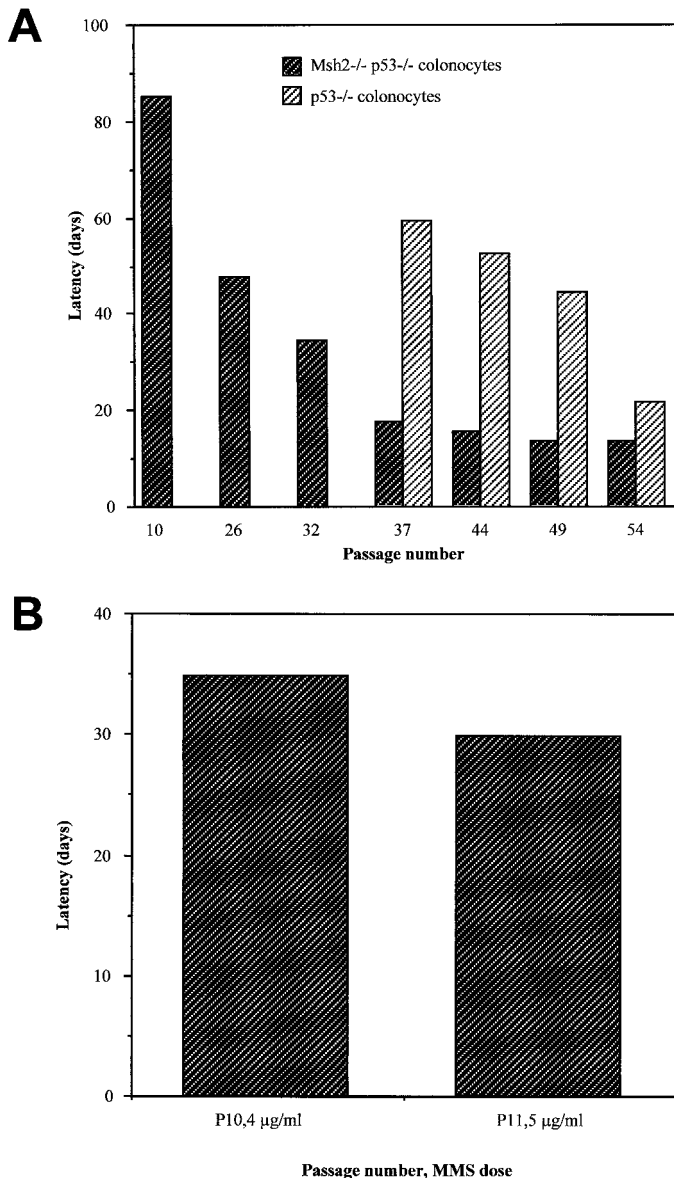 A
100
80
60
40
20
0
Latency (days)
Msh2-/- p53-/- colonocytes
p53-/- colonocytes
10 26 32 37 44 49 54
Passage number
B
40
30
20
10
0
Latency (days)
P10,4 µg/ml P11,5 µg/ml
Passage number, MMS dose